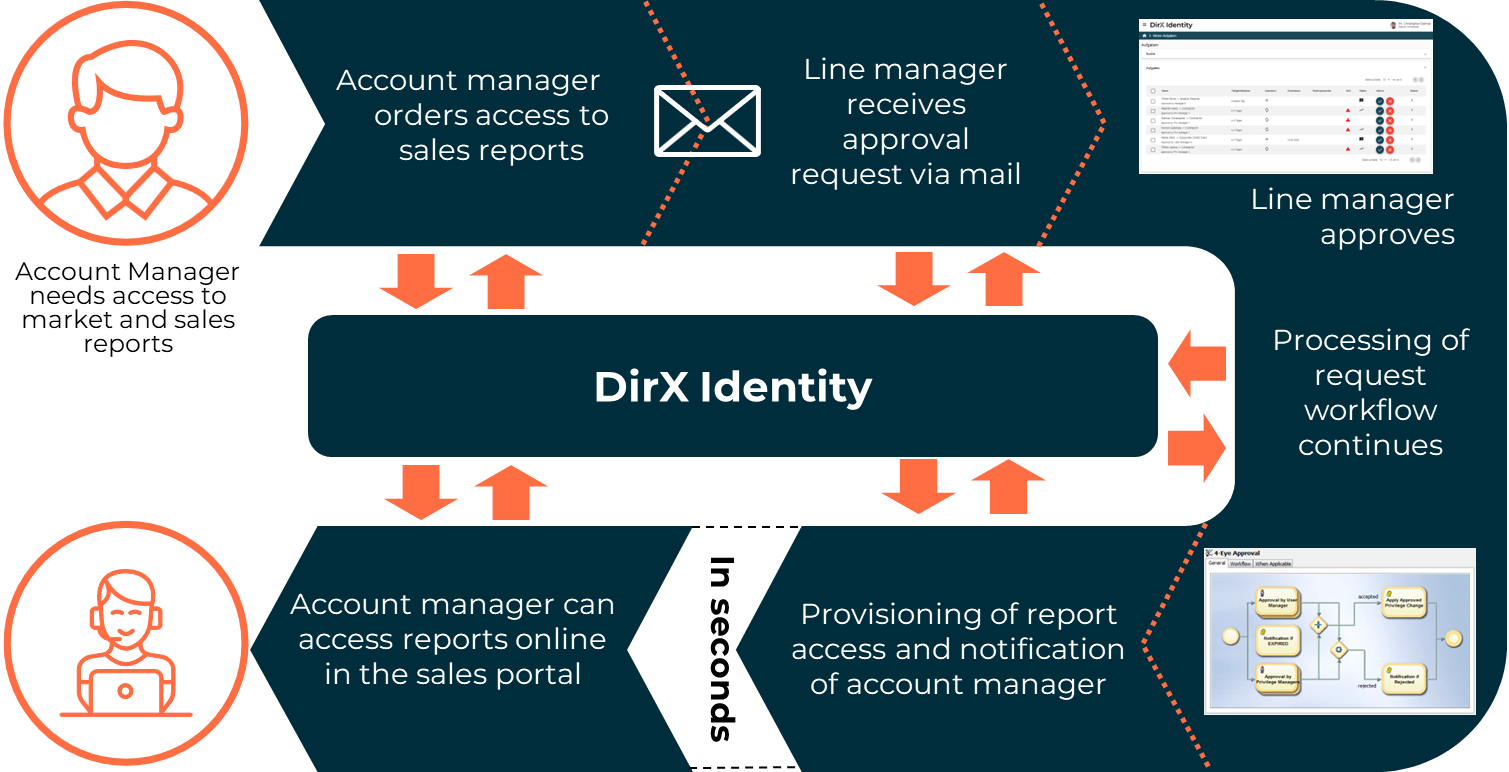 Account Manager
needs access to
market and sales
reports
Account manager
orders access to
sales reports
Line manager
receives
approval
request via mail
DirX Identity
Aufgaben
Aufgaben
Line manager
approves
DirX Identity
Processing of
request
workflow
continues
4-Eye Approval
General Workflow When Applicable
Approval by User
Manager
Notification if
EXPIRED
Approval by
Privilege Managers
accepted
rejected
Apply Approved
Privilege Change
Notification if
Rejected
Provisioning of report
access and notification
of account manager
In seconds
Account manager can
access reports online
in the sales portal